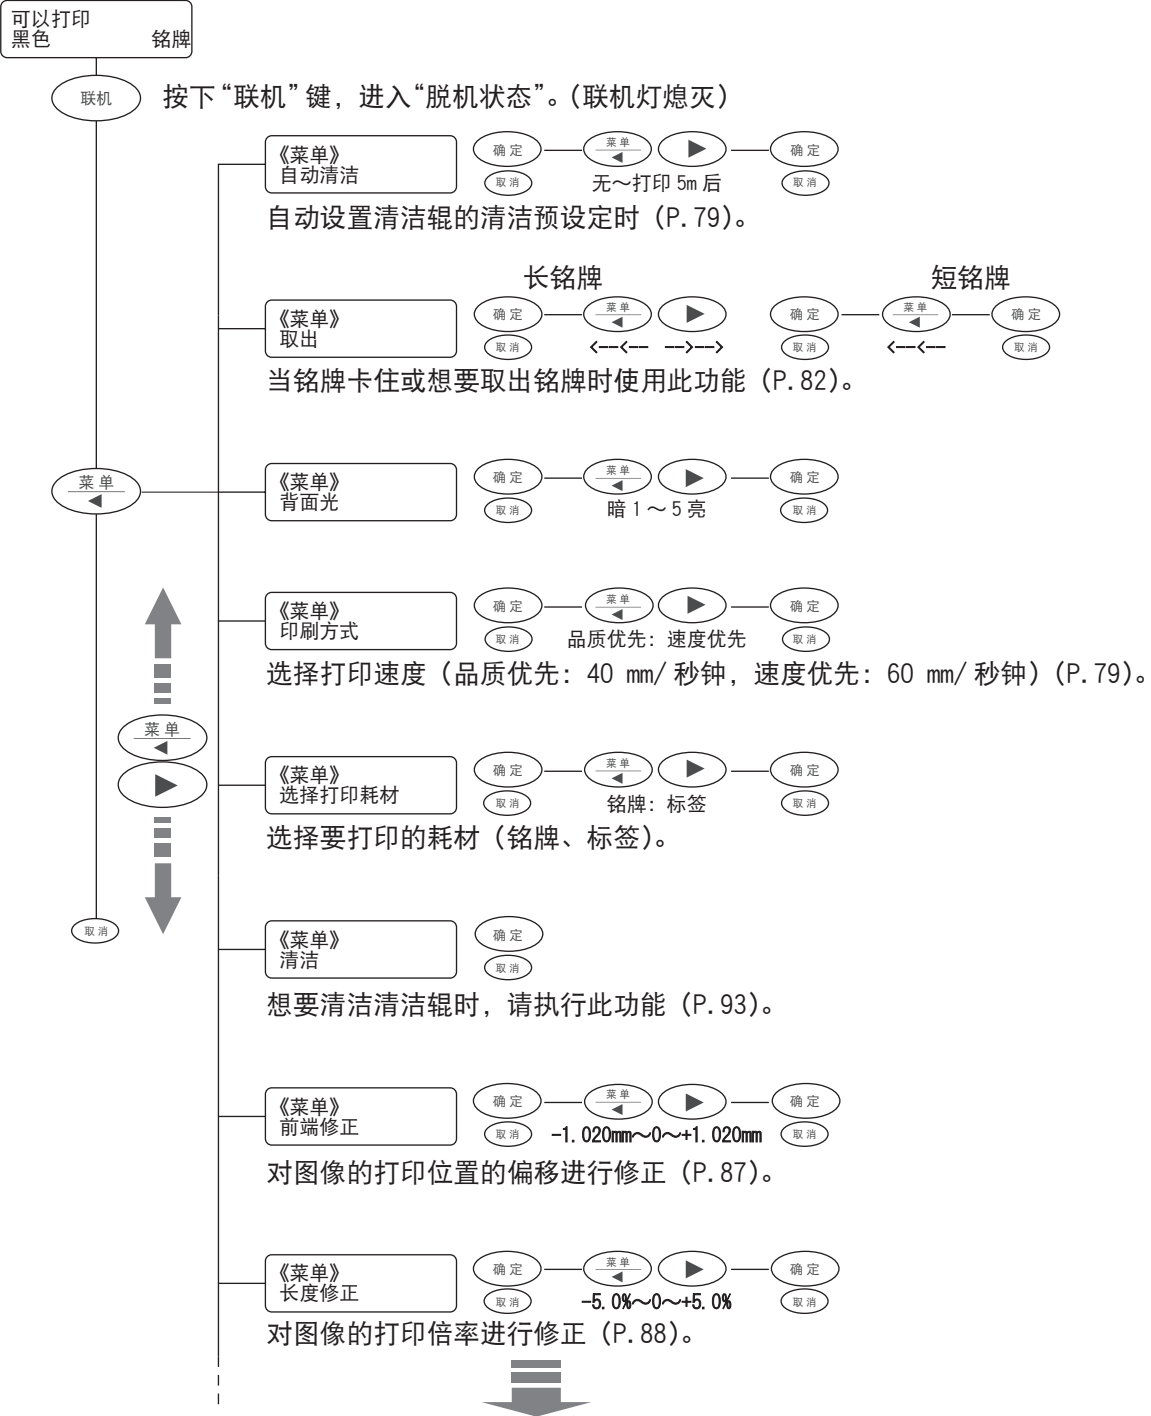 可以打印
黑色 铭牌
联机 按下“联机”键，进入“脱机状态”。(联机灯熄灭)
《菜单》 确定 菜单 确定
自动清洁 取消 无～打印 5m 后 取消
自动设置清洁辊的清洁预设定时 (P.79)。
长铭牌 短铭牌
《菜单》 确定 菜单 确定 菜单 确定
取出 取消 <--<-- -->--> 取消 <--<-- 取消
当铭牌卡住或想要取出铭牌时使用此功能 (P.82)。
菜单
《菜单》 确定 菜单 确定
背面光 取消 暗 1 ～ 5 亮 取消
《菜单》 确定 菜单 确定
印刷方式 取消 品质优先：速度优先 取消
选择打印速度 (品质优先：40 mm/秒钟，速度优先：60 mm/秒钟) (P.79)。
菜单
《菜单》 确定 菜单 确定
选择打印耗材 取消 铭牌：标签 取消
选择要打印的耗材 (铭牌、标签)。
取消
《菜单》 确定
清洁 取消
想要清洁清洁辊时，请执行此功能 (P.93)。
《菜单》 确定 菜单 确定
前端修正 取消 -1.020mm～0～+1.020mm 取消
对图像的打印位置的偏移进行修正 (P.87)。
《菜单》 确定 菜单 确定
长度修正 取消 -5.0%～0～+5.0% 取消
对图像的打印倍率进行修正 (P.88)。